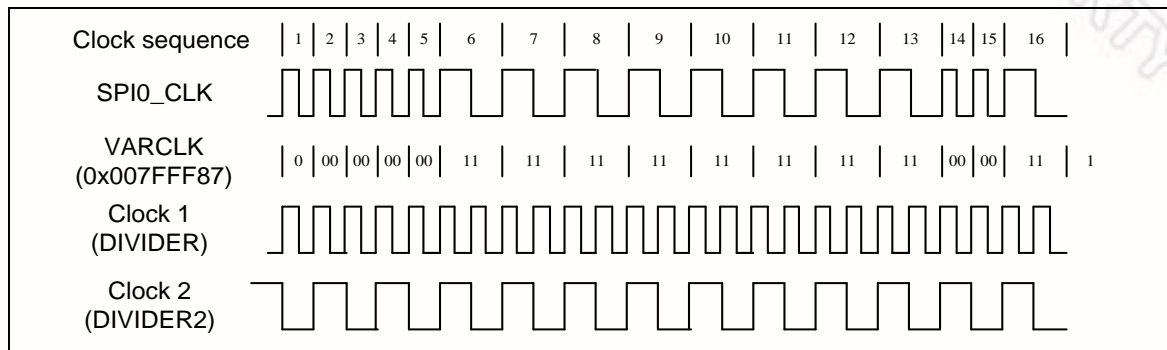 Clock sequence 1 2 3 4 5 6 7 8 9 10 11 12 13 14 15 16
SPI0_CLK
VARCLK
(0x007FFF87)
0 00 00 00 00 11 11 11 11 11 11 11 11 00 00 11 1
Clock 1
(DIVIDER)
Clock 2
(DIVIDER2)